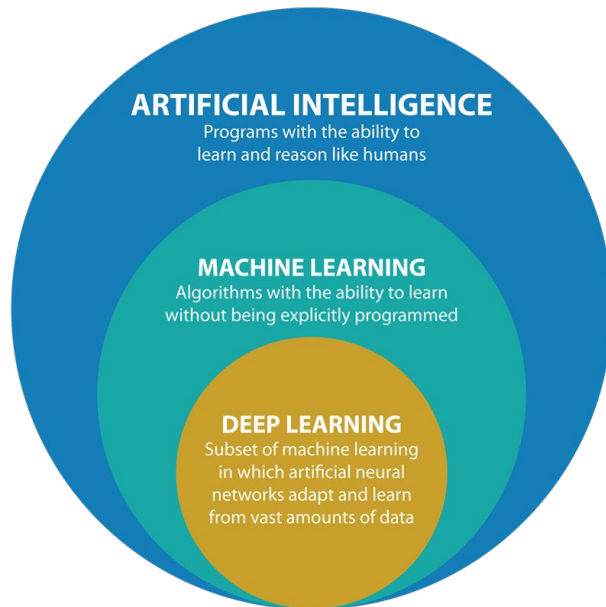 ARTIFICIAL INTELLIGENCE
Programs with the ability to
learn and reason like humans
MACHINE LEARNING
Algorithms with the ability to learn
without being explicitly programmed
DEEP LEARNING
Subset of machine learning
in which artificial neural
networks adapt and learn
from vast amounts of data